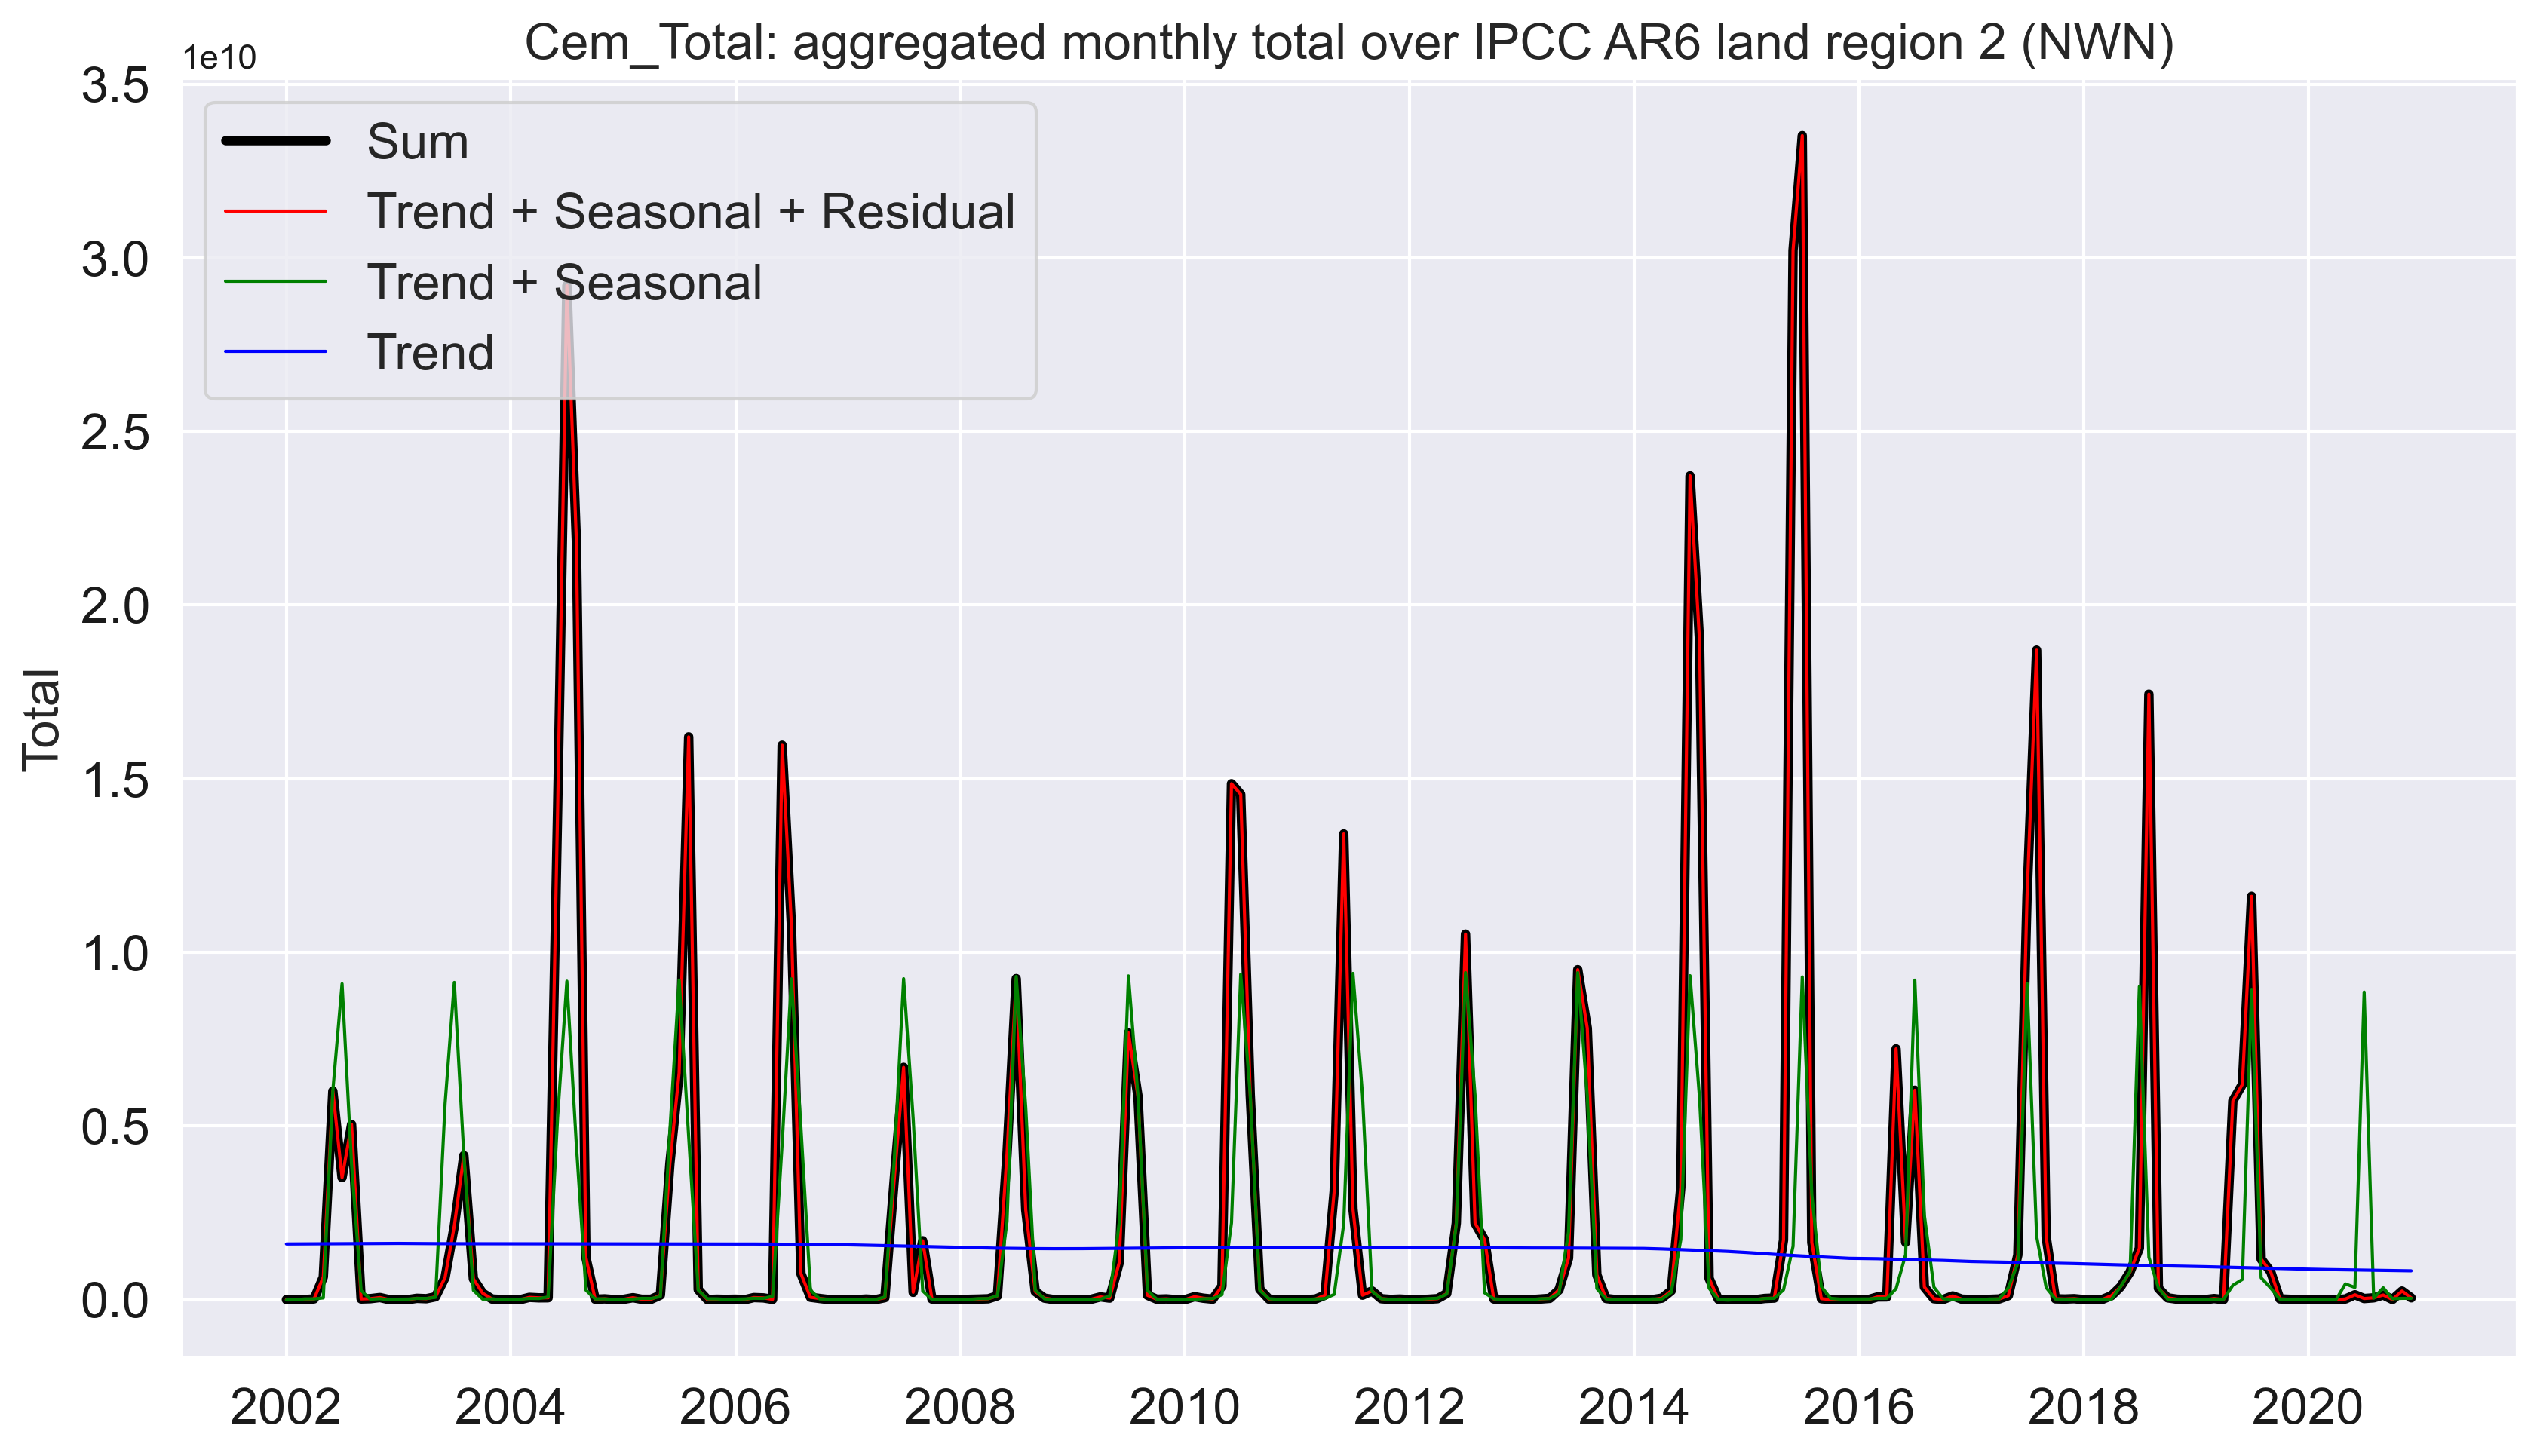 Cem_Total: aggregated monthly total over IPCC AR6 land region 2 (NWN)
1e10
3.5
3.0
2.5
2.0
1.5
1.0
0.5
0.0
Total
Sum
Trend + Seasonal + Residual
Trend + Seasonal
Trend
2002 2004 2006 2008 2010 2012 2014 2016 2018 2020